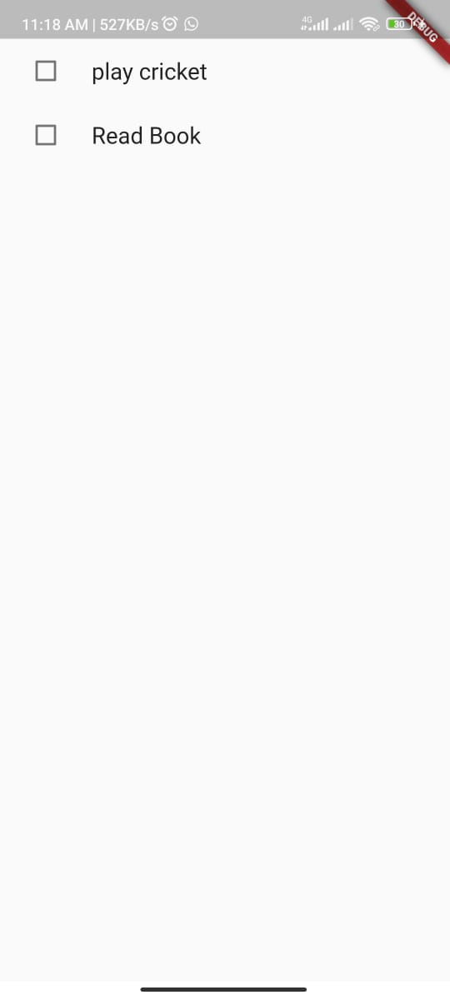 11:18 AM | 527KB/s
4G
30
DEBUG
play cricket
Read Book